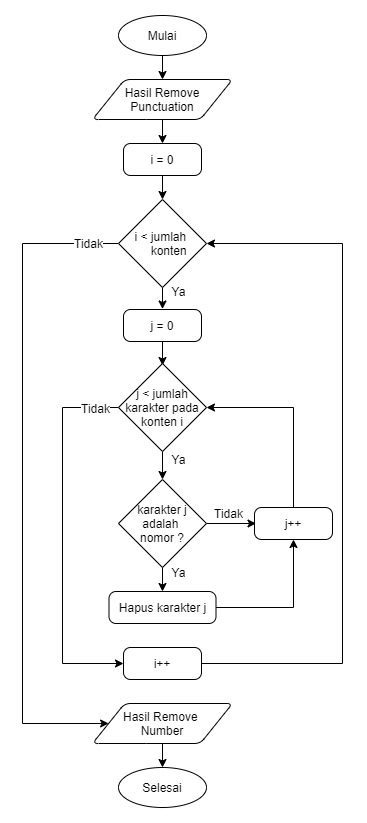 Mulai
Hasil Remove
Punctuation
i = 0
i < jumlah
konten
Tidak
Ya
j = 0
j < jumlah
karakter pada
konten i
Tidak
Ya
karakter j
adalah
nomor ?
Tidak
j++
Ya
Hapus karakter j
i++
Hasil Remove
Number
Selesai